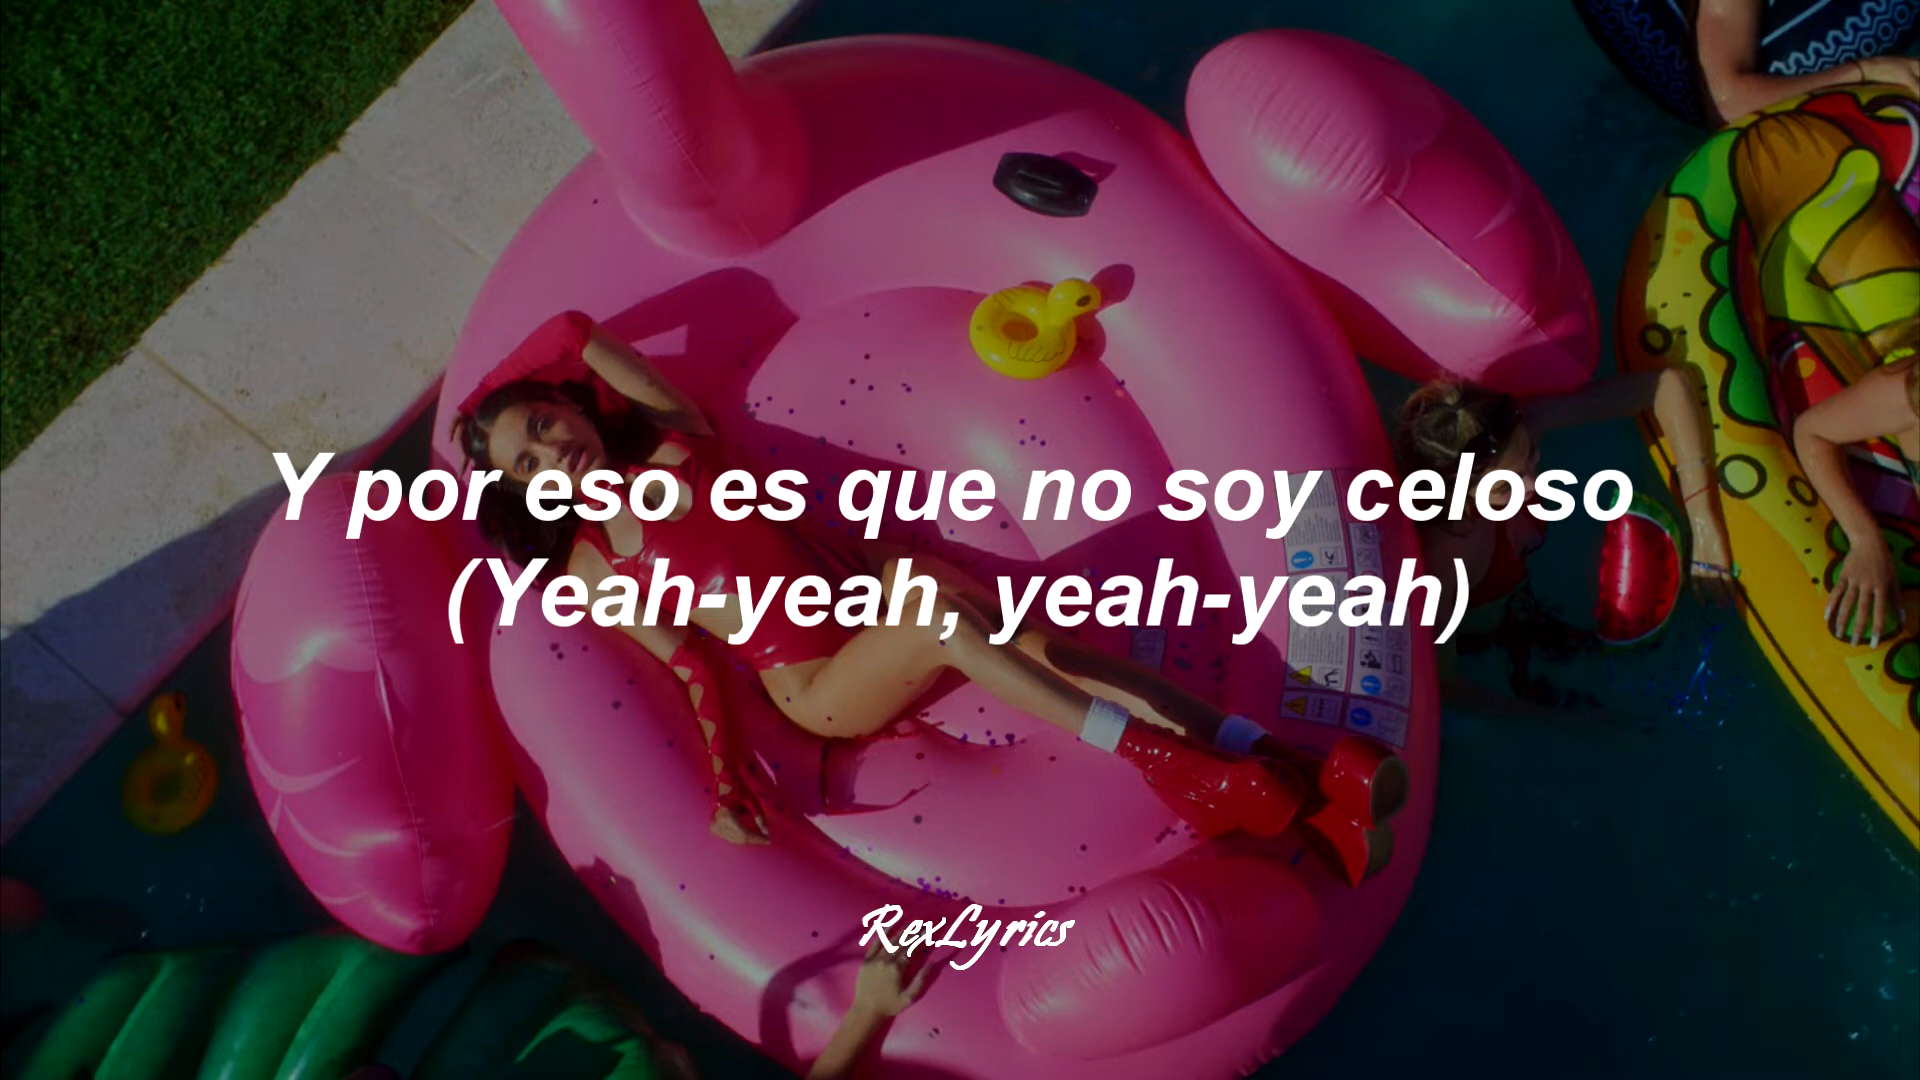 Y por eso es que no soy celoso
(Yeah-yeah, yeah-yeah)
RexLyrics